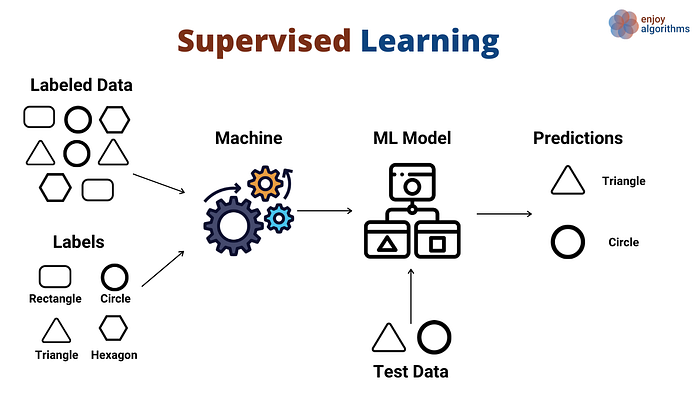 Supervised Learning
enjoy
algorithms
Labeled Data
Machine
ML Model
Predictions
Triangle
Circle
Labels
Rectangle
Circle
Triangle
Hexagon
Test Data